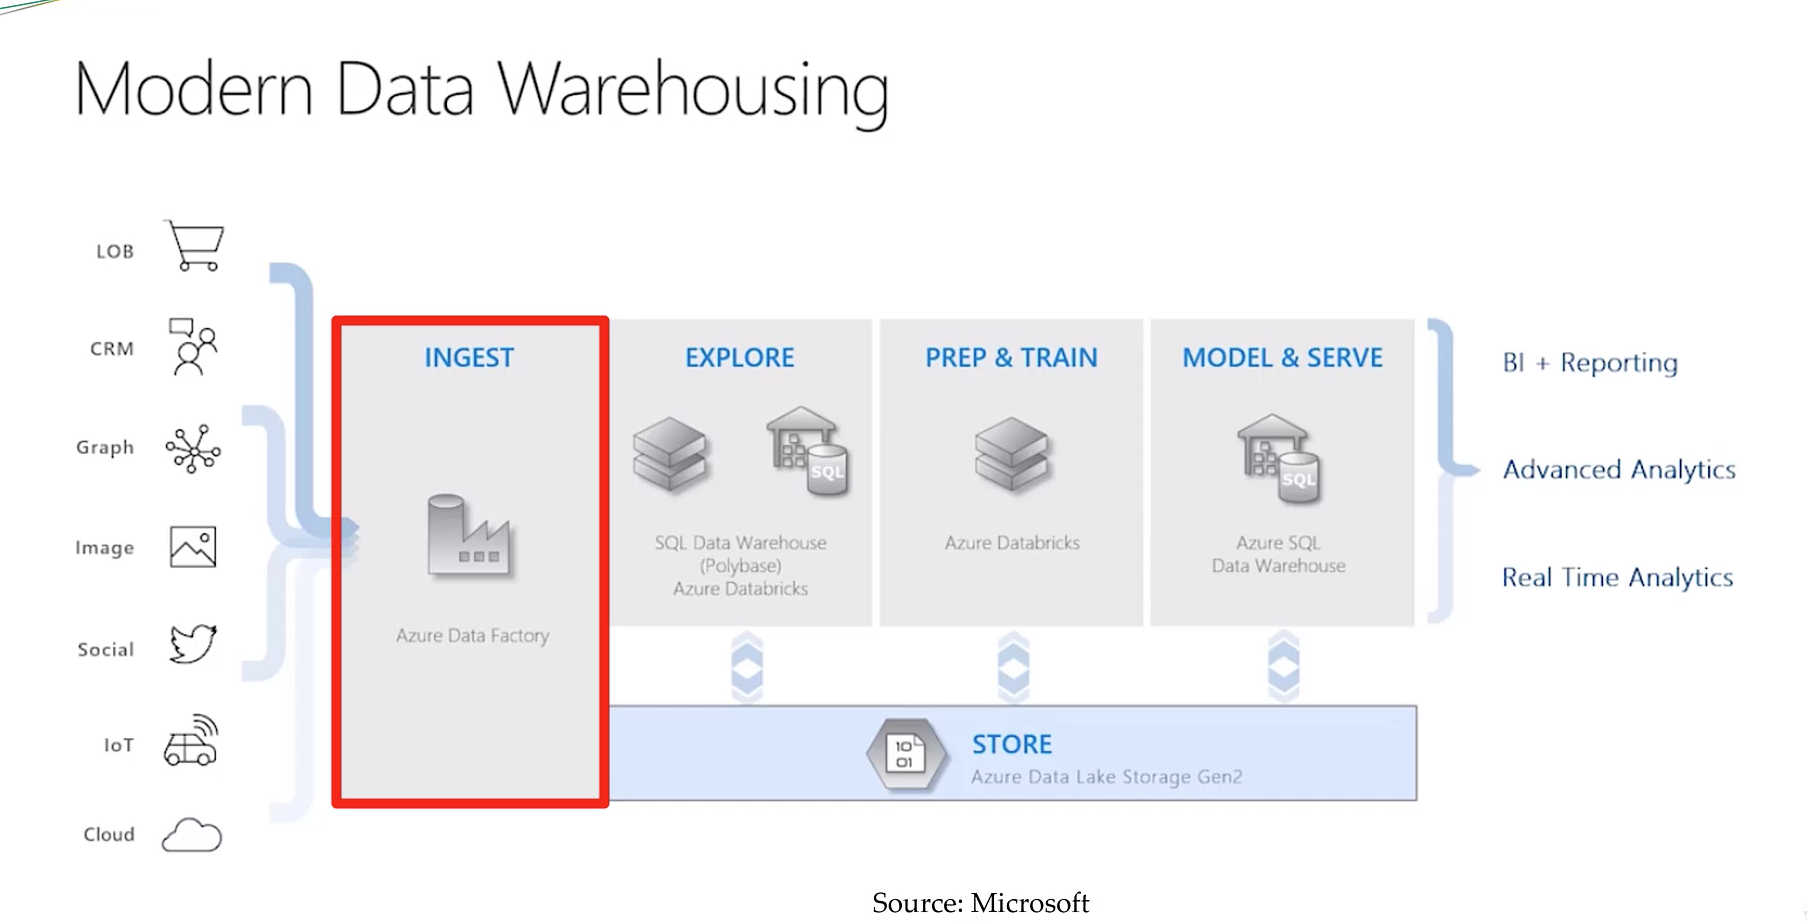 Modern Data Warehousing
LOB
CRM
Graph
Image
Social
IoT
Cloud
INGEST
Azure Data Factory
EXPLORE
SQL
SQL Data Warehouse
(Polybase)
Azure Databricks
PREP & TRAIN
Azure Databricks
MODEL & SERVE
SQL
Azure SQL
Data Warehouse
10
01
STORE
Azure Data Lake Storage Gen2
BI + Reporting
Advanced Analytics
Real Time Analytics
Source: Microsoft